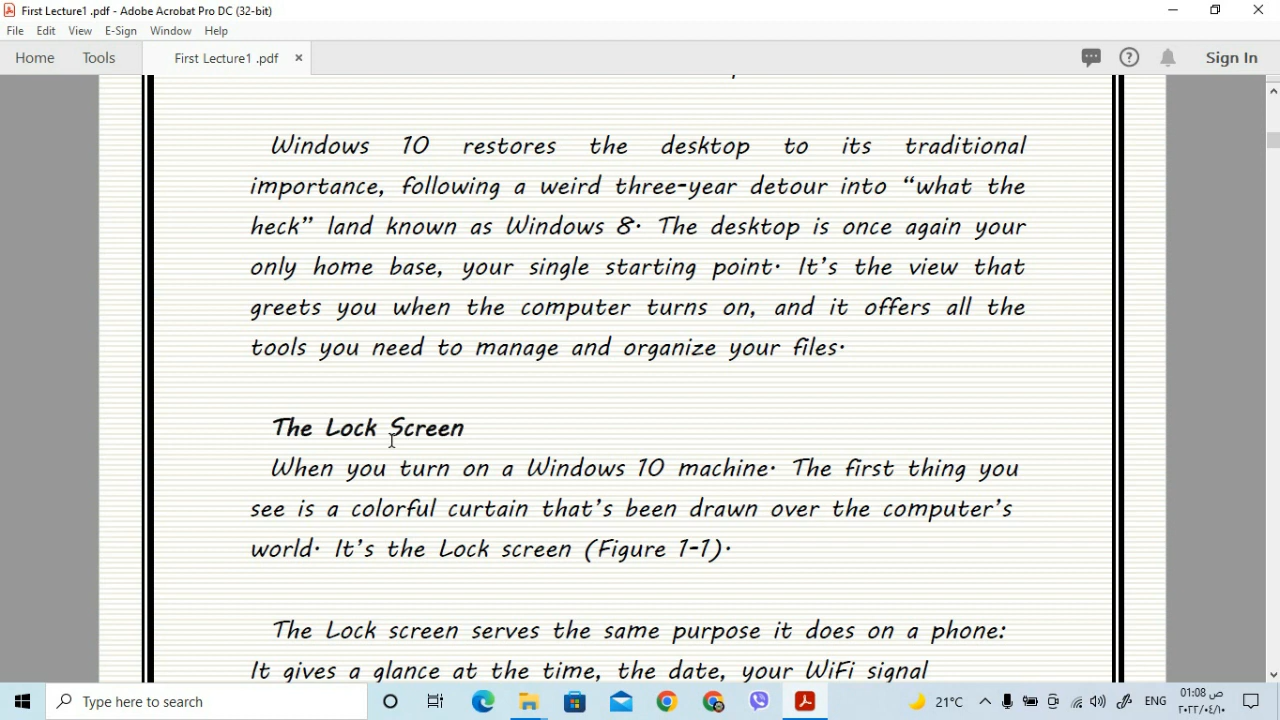 First Lecture1 .pdf - Adobe Acrobat Pro DC (32-bit)
File Edit View E-Sign Window Help
Home Tools First Lecture1 .pdf × Sign In
Windows 10 restores the desktop to its traditional
importance, following a weird three-year detour into “what the
heck” land known as Windows 8. The desktop is once again your
only home base, your single starting point. It’s the view that
greets you when the computer turns on, and it offers all the
tools you need to manage and organize your files.
The Lock Screen
When you turn on a Windows 10 machine. The first thing you
see is a colorful curtain that’s been drawn over the computer’s
world. It’s the Lock screen (Figure 1-1).
The Lock screen serves the same purpose it does on a phone:
It gives a glance at the time, the date, your WiFi signal
Type here to search
21°C
ENG
01:08 ص
٢٠٢٢/٠٤/١٠